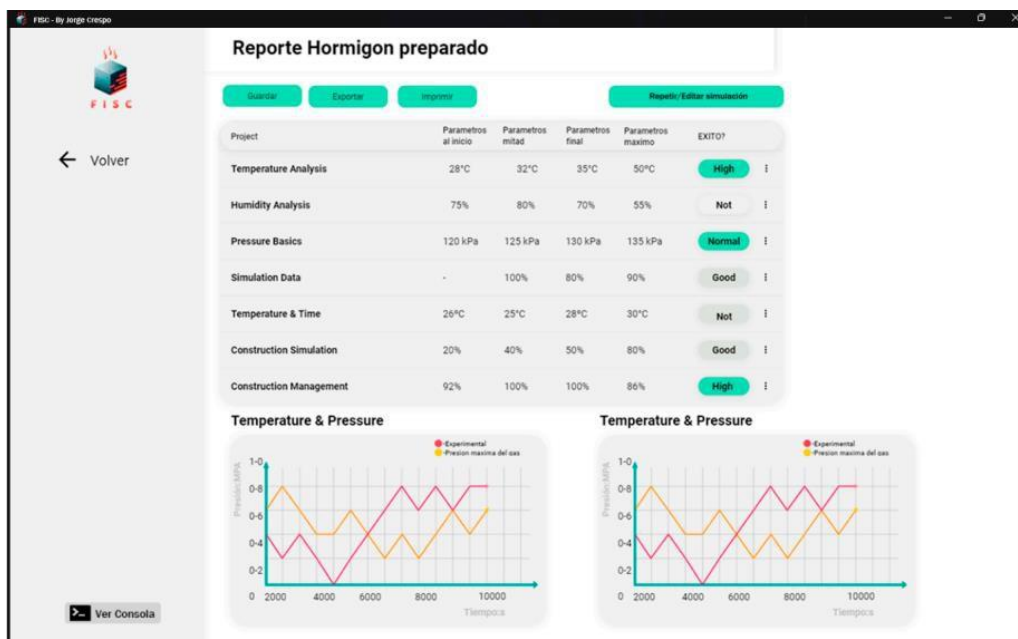 FISC - By Jorge Crespo
FISC
Volver
Reporte Hormigon preparado
Guardar Exportar Imprimir Repetir/Editar simulación
Project Parametros al inicio Parametros mitad Parametros final Parametros maximo EXITO?
Temperature Analysis 28°C 32°C 35°C 50°C High
Humidity Analysis 75% 80% 70% 55% Not
Pressure Basics 120 kPa 125 kPa 130 kPa 135 kPa Normal
Simulation Data - 100% 80% 90% Good
Temperature & Time 26°C 25°C 28°C 30°C Not
Construction Simulation 20% 40% 50% 80% Good
Construction Management 92% 100% 100% 86% High
Temperature & Pressure
-Experimental
-Presion maxima del gas
Presión:MPA
1-0
0-8
0-6
0-4
0-2
0 2000 4000 6000 8000 10000
Tiempo:s
Temperature & Pressure
-Experimental
-Presion maxima del gas
Presión:MPA
1-0
0-8
0-6
0-4
0-2
0 2000 4000 6000 8000 10000
Tiempo:s
Ver Consola